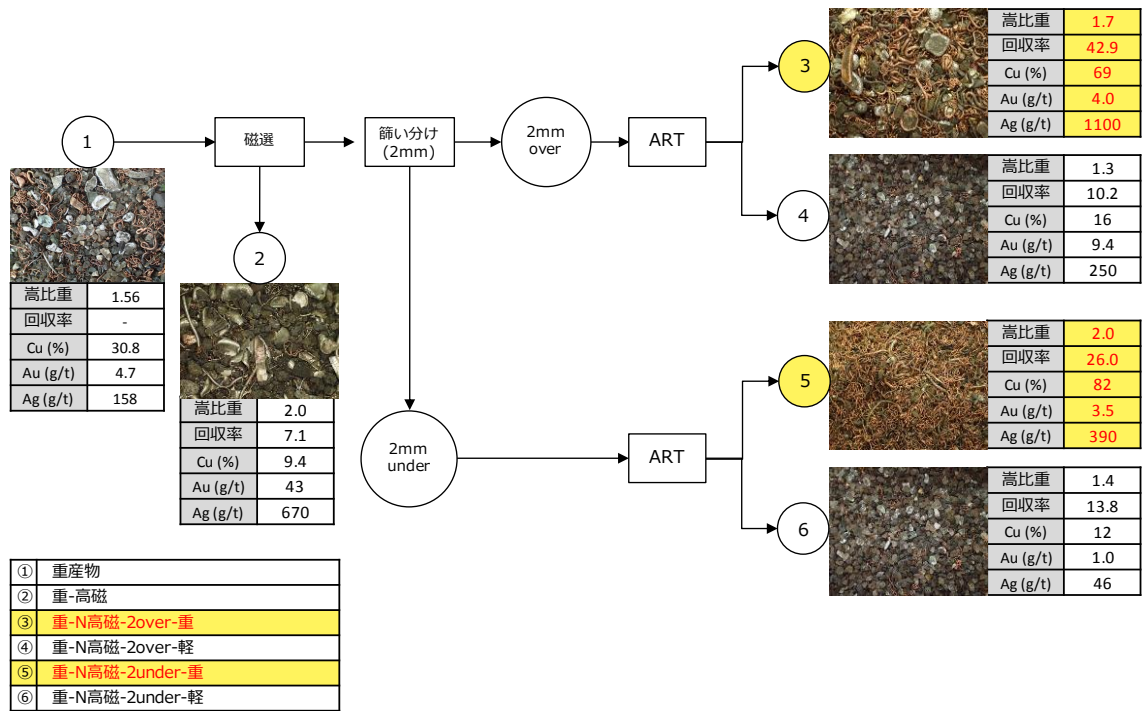 1
磁選
篩い分け
(2mm)
2mm
over
ART
3
嵩比重 1.7
回収率 42.9
Cu (%) 69
Au (g/t) 4.0
Ag (g/t) 1100
4
嵩比重 1.3
回収率 10.2
Cu (%) 16
Au (g/t) 9.4
Ag (g/t) 250
嵩比重 1.56
回収率 -
Cu (%) 30.8
Au (g/t) 4.7
Ag (g/t) 158
2
嵩比重 2.0
回収率 7.1
Cu (%) 9.4
Au (g/t) 43
Ag (g/t) 670
2mm
under
ART
5
嵩比重 2.0
回収率 26.0
Cu (%) 82
Au (g/t) 3.5
Ag (g/t) 390
6
嵩比重 1.4
回収率 13.8
Cu (%) 12
Au (g/t) 1.0
Ag (g/t) 46
① 重産物
② 重-高磁
③ 重-N高磁-2over-重
④ 重-N高磁-2over-軽
⑤ 重-N高磁-2under-重
⑥ 重-N高磁-2under-軽